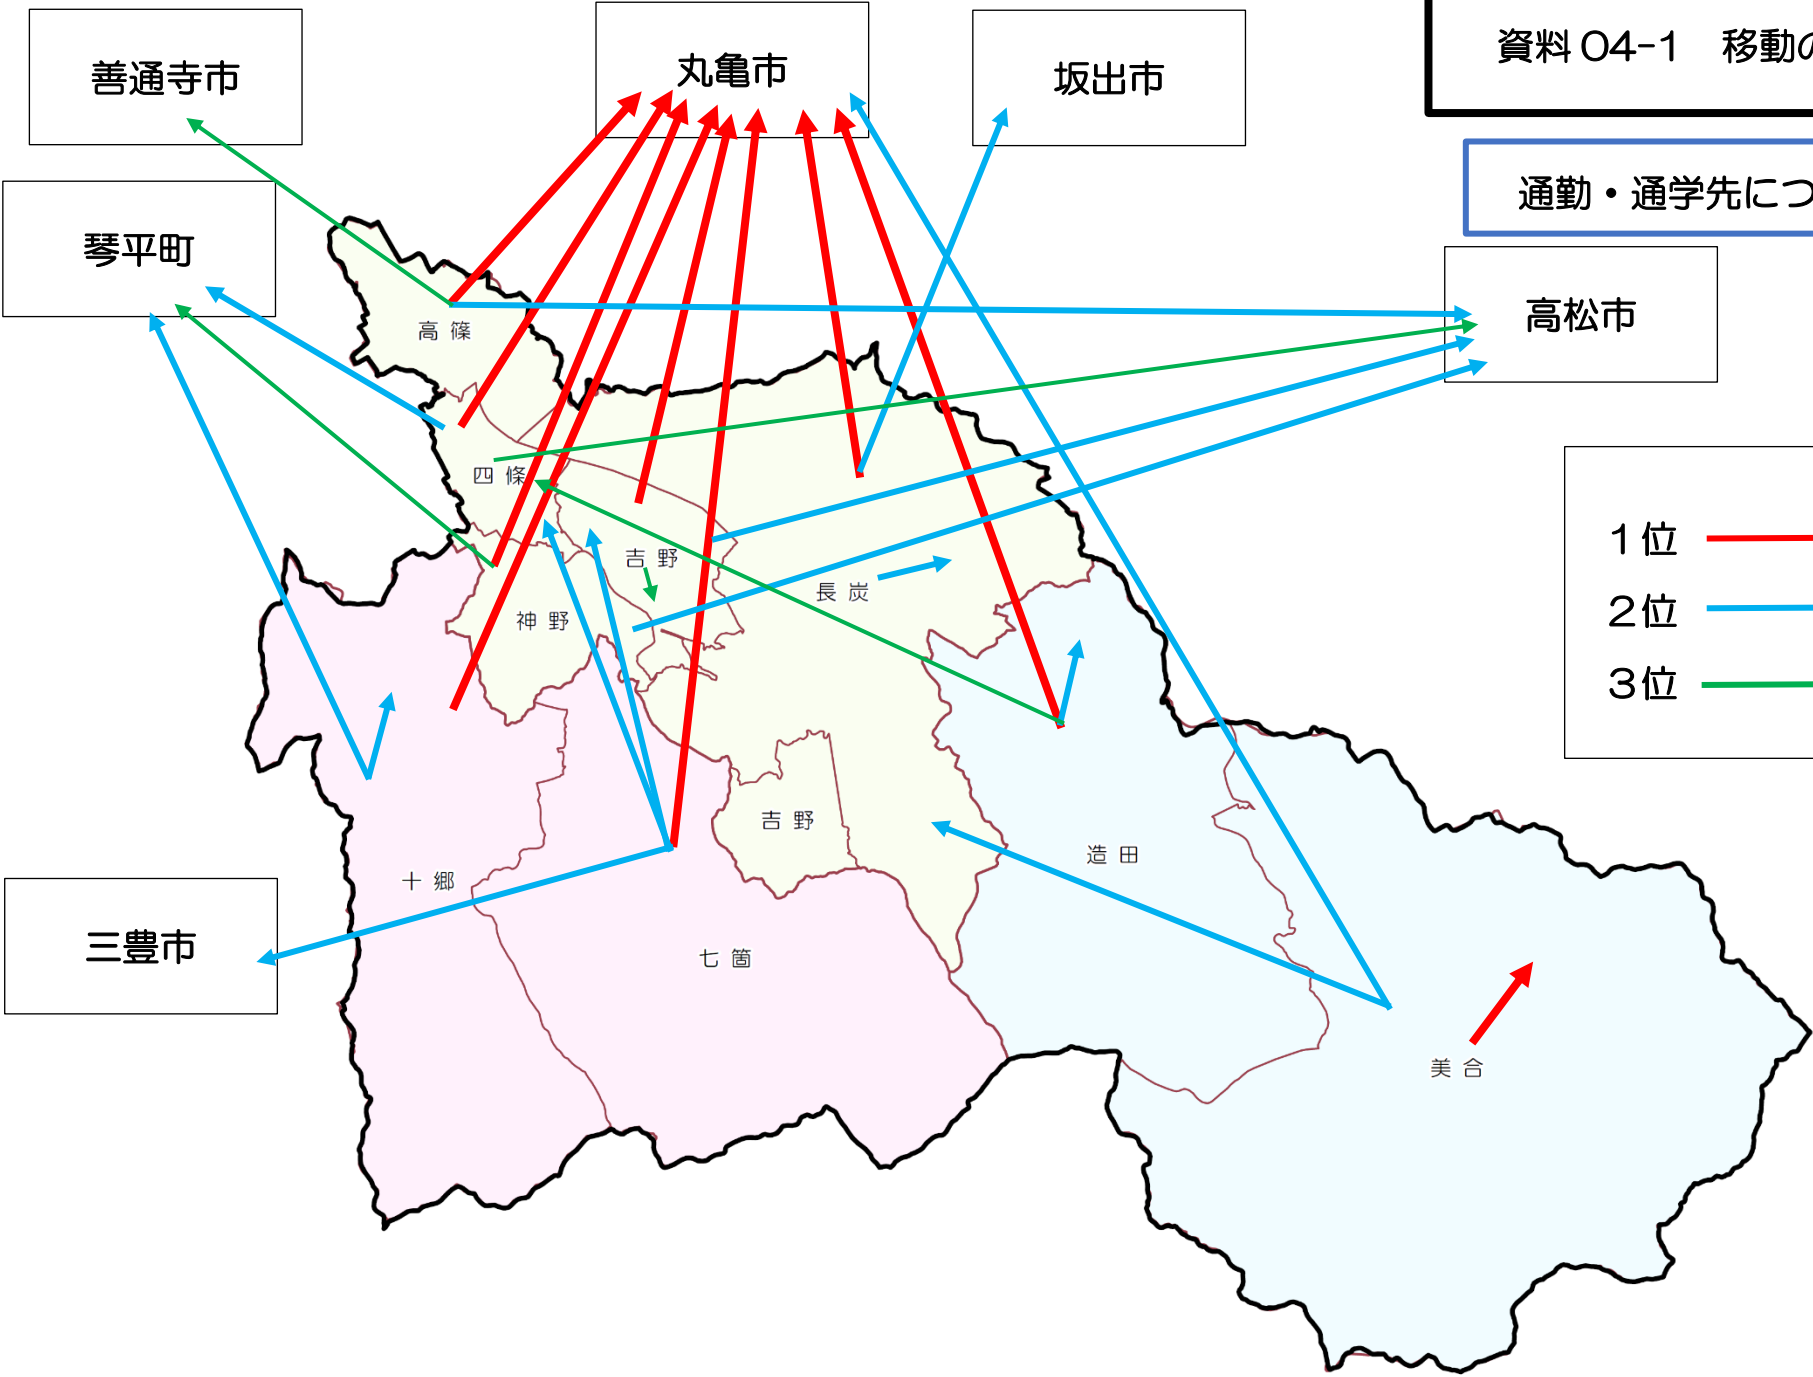 善通寺市
丸亀市
坂出市
資料04-1 移動の
通勤・通学先につ
琴平町
高松市
高篠
四條
吉野
長炭
神野
1位
2位
3位
吉野
造田
十郷
三豊市
七箇
美合